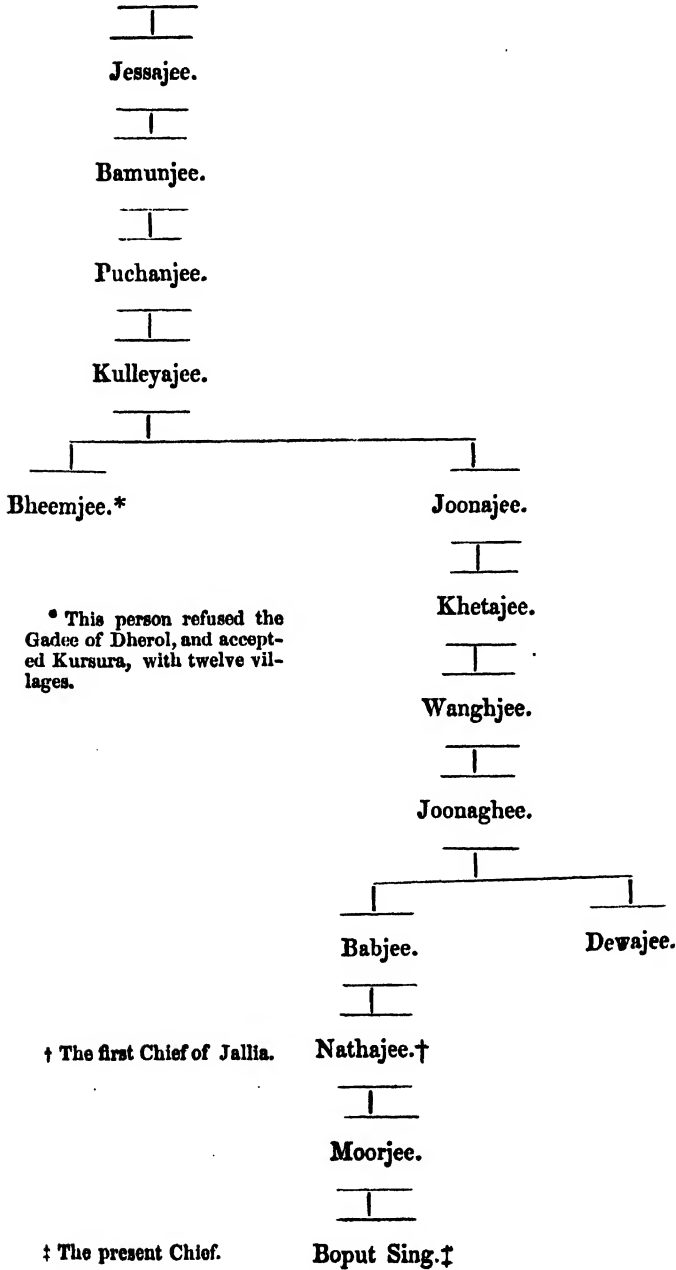 Jessajee.
Bamunjee.
Puchanjee.
Kulleyajee.
Bheemjee.*
Joonajee.
* This person refused the
Gadee of Dherol, and accept-
ed Kursura, with twelve vil-
lages.
Khetajee.
Wanghjee.
Joonaghee.
Babjee.
Dewajee.
† The first Chief of Jallia.
Nathajee.†
Moorjee.
‡ The present Chief.
Boput Sing.‡